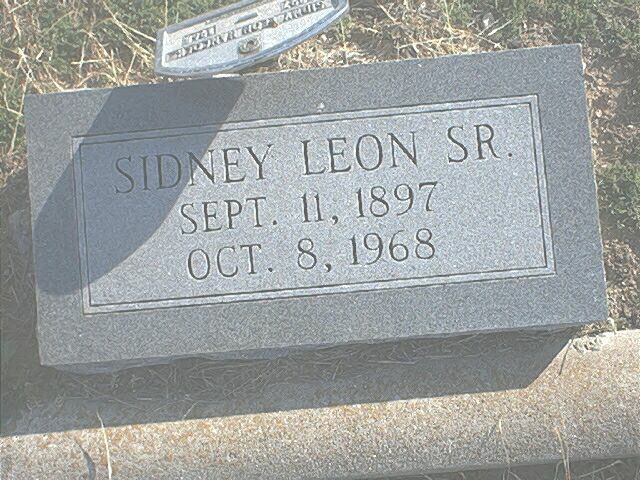 SIDNEY LEON SR.
SEPT. 11, 1897
OCT. 8, 1968